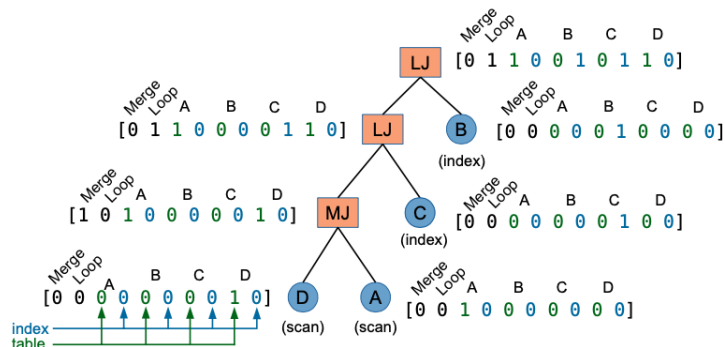 Merge Loop A B C D
LJ [0 1 1 0 0 1 0 1 1 0]
Merge Loop A B C D
[0 1 1 0 0 0 0 1 1 0] LJ B
(index)
Merge Loop A B C D
[0 0 0 0 0 1 0 0 0 0]
Merge Loop A B C D
[1 0 1 0 0 0 0 0 1 0] MJ C
(index)
Merge Loop A B C D
[0 0 0 0 0 0 0 1 0 0]
Merge Loop A B C D
[0 0 0 0 0 0 0 0 1 0] D A
(scan) (scan)
Merge Loop A B C D
[0 0 1 0 0 0 0 0 0 0]
index
table